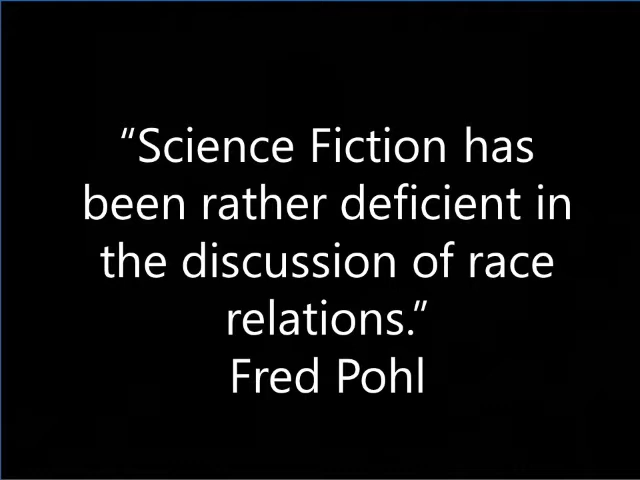 “Science Fiction has
been rather deficient in
the discussion of race
relations.”
Fred Pohl